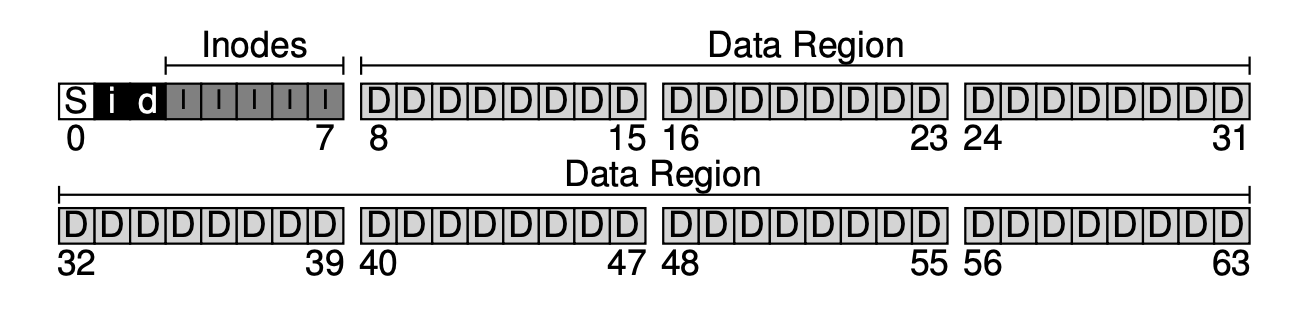 Inodes Data Region
S i d I I I I I D D D D D D D D D D D D D D D D D D D D D D D D
0 7 8 15 16 23 24 31
Data Region
D D D D D D D D D D D D D D D D D D D D D D D D D D D D D D D D
32 39 40 47 48 55 56 63